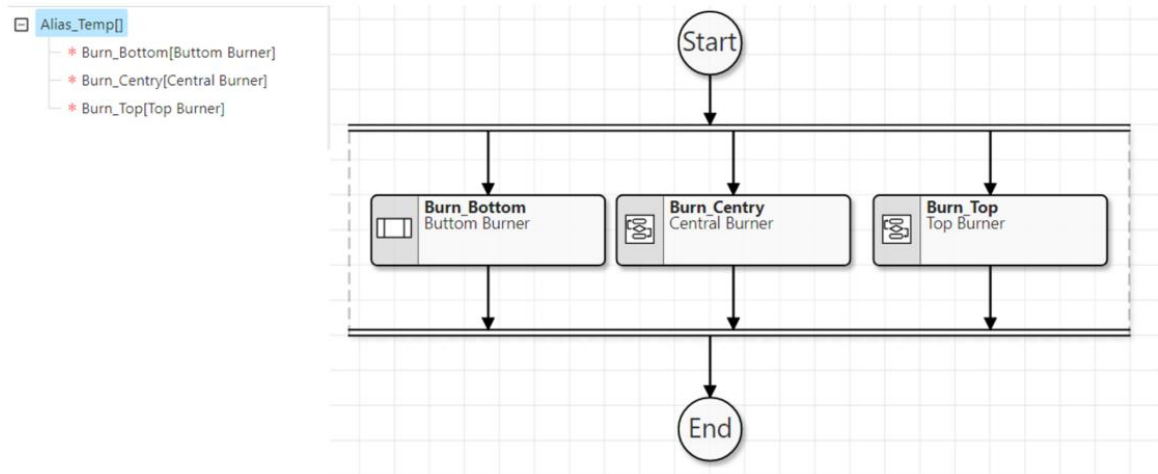 Alias_Temp[]
Burn_Bottom[Buttom Burner]
Burn_Centry[Central Burner]
Burn_Top[Top Burner]
Start
Burn_Bottom
Buttom Burner
Burn_Centry
Central Burner
Burn_Top
Top Burner
End